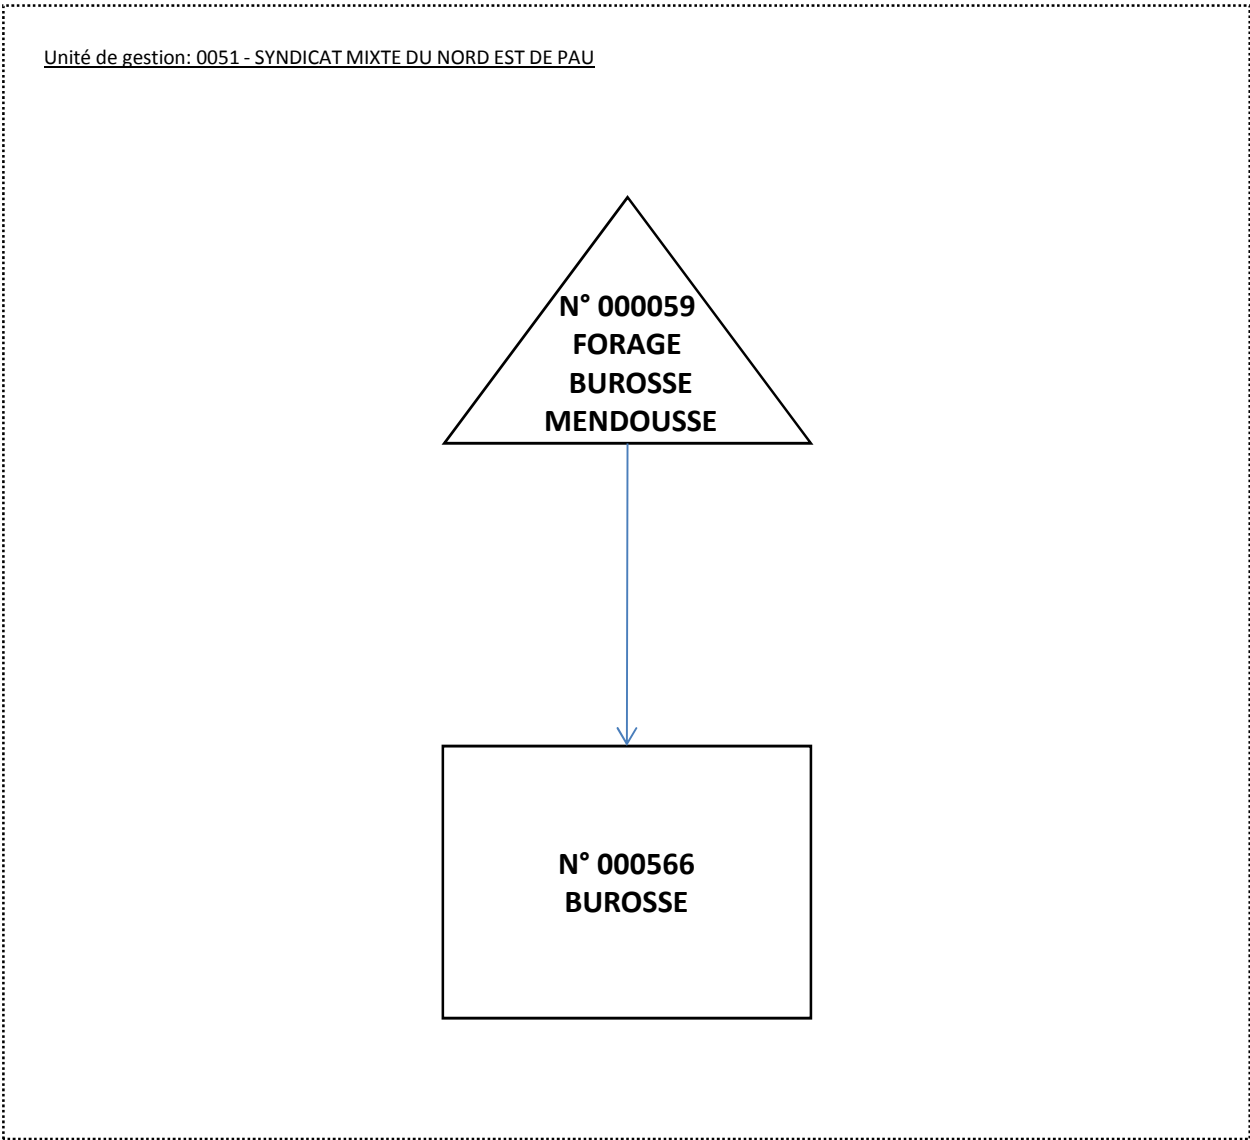 Unité de gestion: 0051 - SYNDICAT MIXTE DU NORD EST DE PAU
N° 000059
FORAGE
BUROSSE
MENDOUSSE
N° 000566
BUROSSE